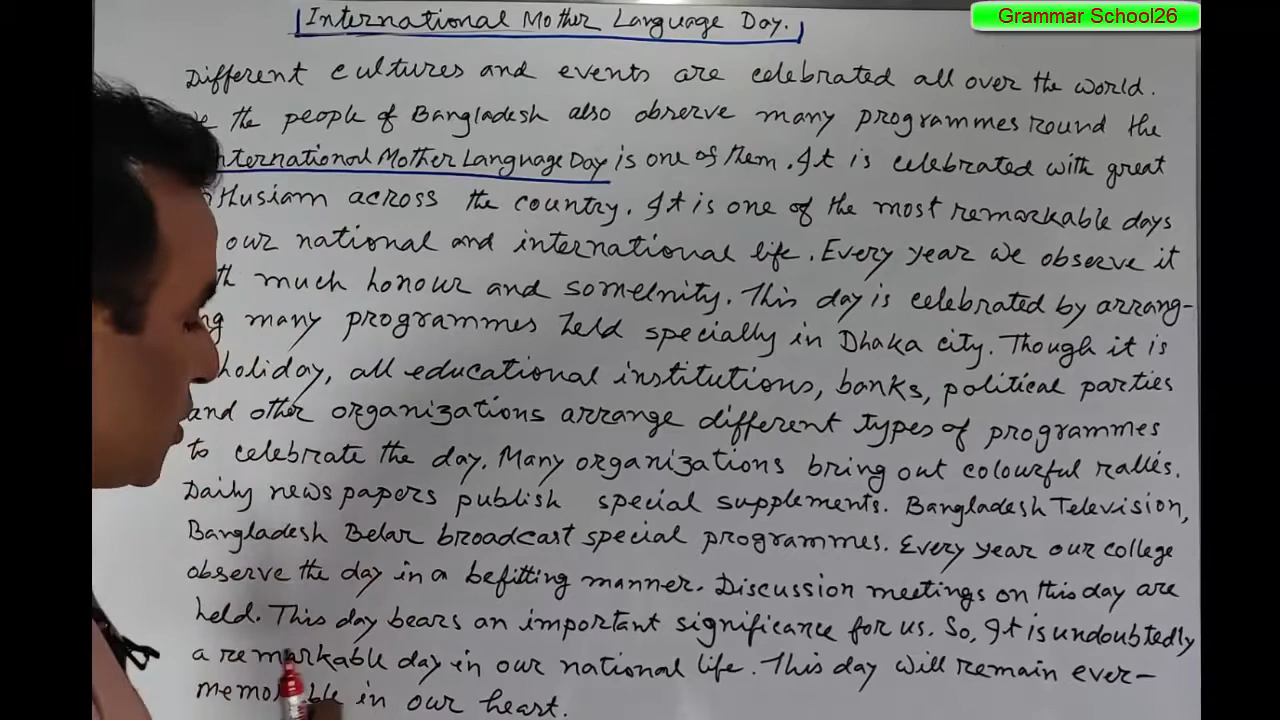 Grammar School26
International Mother Language Day.
Different cultures and events are celebrated all over the world.
the people of Bangladesh also observe many programmes round the
International Mother Language Day is one of them. It is celebrated with great
thusiam across the country. It is one of the most remarkable days
our national and international life. Every year we observe it
th much honour and somelnity. This day is celebrated by arrang-
ng many programmes held specially in Dhaka city. Though it is
holiday, all educational institutions, banks, political parties
and other organizations arrange different types of programmes
to celebrate the day. Many organizations bring out colourful rallies.
Daily news papers publish special supplements. Bangladesh Television,
Bangladesh Betar broadcast special programmes. Every year our college
observe the day in a befitting manner. Discussion meetings on this day are
held. This day bears an important significance for us. So, It is undoubtedly
a remarkable day in our national life. This day will remain ever-
memorable in our heart.